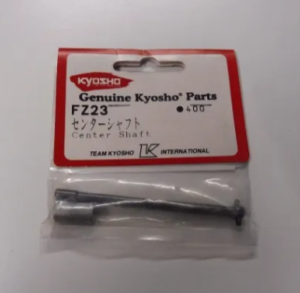 KYOSHO
Genuine Kyosho® Parts
FZ23 ●400
センターシャフト
Center Shaft
TEAM KYOSHO K INTERNATIONAL